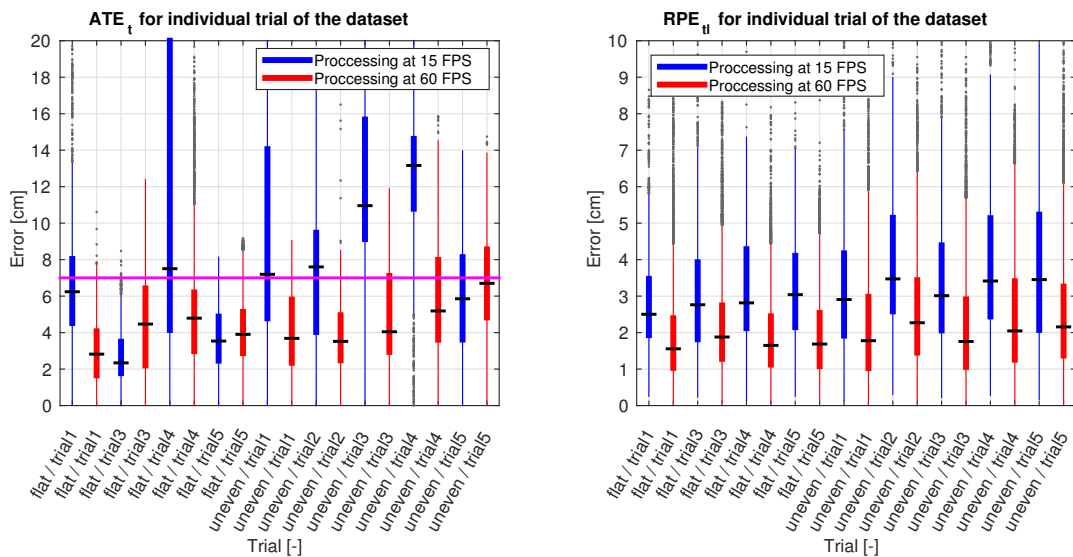 ATE_t for individual trial of the dataset
Proccessing at 15 FPS
Proccessing at 60 FPS
20
18
16
14
12
10
8
6
4
2
0
Error [cm]
flat / trial1
flat / trial1
flat / trial3
flat / trial3
flat / trial4
flat / trial4
flat / trial5
flat / trial5
uneven / trial1
uneven / trial1
uneven / trial2
uneven / trial2
uneven / trial3
uneven / trial3
uneven / trial4
uneven / trial4
uneven / trial5
uneven / trial5
Trial [-]
RPE_tl for individual trial of the dataset
Proccessing at 15 FPS
Proccessing at 60 FPS
10
9
8
7
6
5
4
3
2
1
0
Error [cm]
flat / trial1
flat / trial1
flat / trial3
flat / trial3
flat / trial4
flat / trial4
flat / trial5
flat / trial5
flat / trial1
uneven / trial1
uneven / trial2
uneven / trial2
uneven / trial3
uneven / trial3
uneven / trial4
uneven / trial4
uneven / trial5
uneven / trial5
Trial [-]